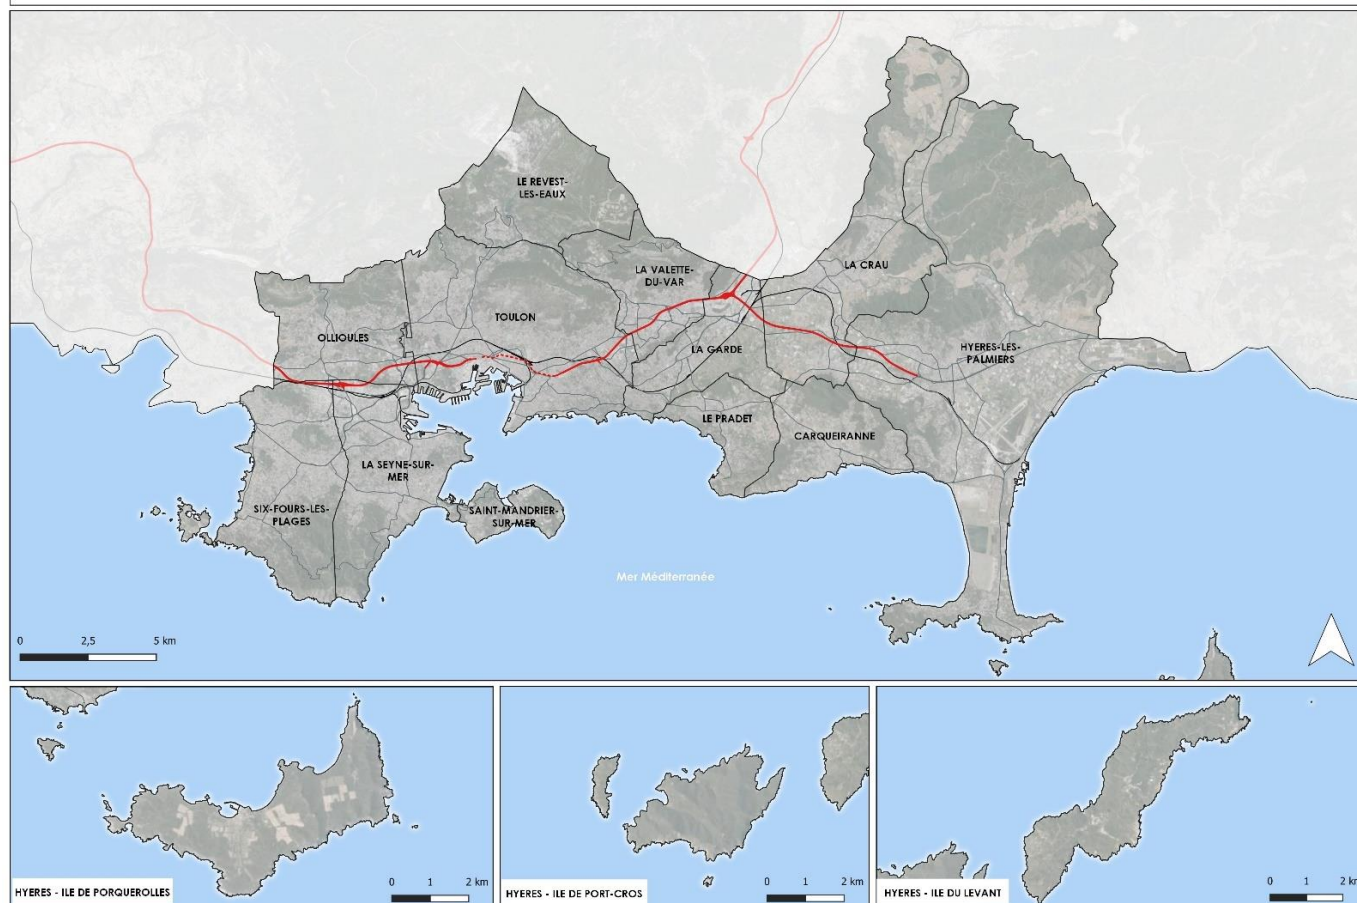 LE REVEST-
LES-EAUX
LA VALETTE-
DU-VAR
LA CRAU
TOULON
OLLIOULES
LA GARDE
HYERES-LES-
PALMIERS
LE PRADET
CARQUEIRANNE
LA SEYNE-SUR-
MER
SIX-FOURS-LES-
PLAGES
SAINT-MANDRIER-
SUR-MER
Mer Méditerranée
0 2,5 5 km
HYERES - ILE DE PORQUEROLLES
0 1 2 km
HYERES - ILE DE PORT-CROS
0 1 2 km
HYERES - ILE DU LEVANT
0 1 2 km